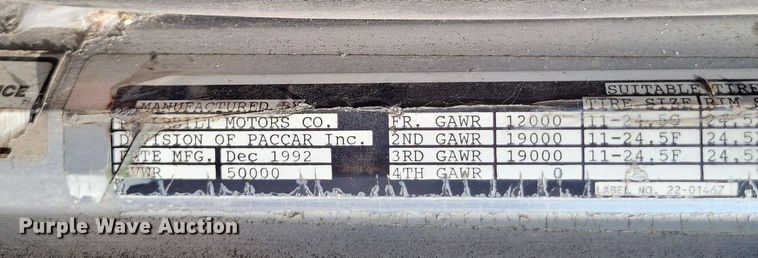 NCE
SUITABLE TIRE
MANUFACTURED BY TIRE SIZE RIM S
MOTORS CO. FR. GAWR 12000 11-24.5G 24.5
DIVISION OF PACCAR Inc. 2ND GAWR 19000 11-24.5F 24.5
DATE MFG. Dec 1992 3RD GAWR 19000 11-24.5F 24.5
GVWR 50000 4TH GAWR 0
LABEL NO. 22-01467
Purple Wave Auction